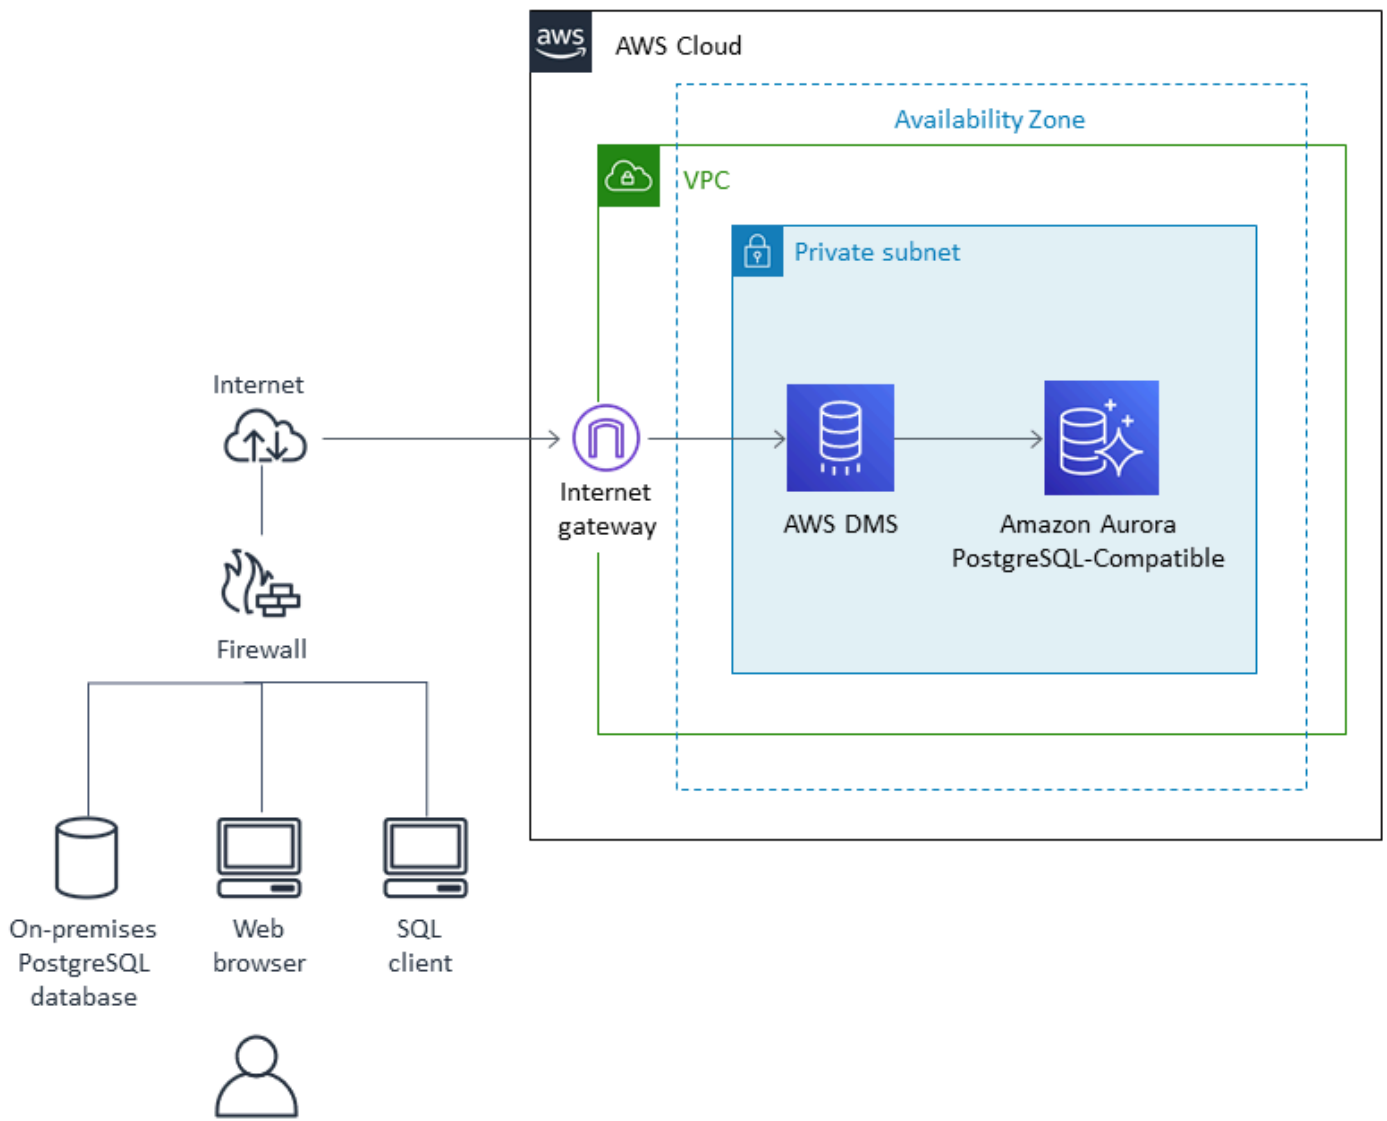 aws
AWS Cloud
Availability Zone
VPC
Private subnet
Internet
Internet
gateway
AWS DMS
Amazon Aurora
PostgreSQL-Compatible
Firewall
On-premises
PostgreSQL
database
Web
browser
SQL
client